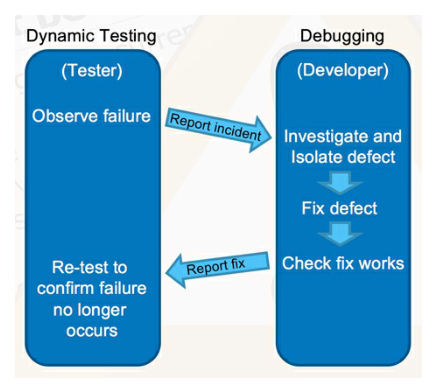 Dynamic Testing
Debugging
(Tester)
(Developer)
Observe failure
Report incident
Investigate and
Isolate defect
Fix defect
Check fix works
Report fix
Re-test to
confirm failure
no longer
occurs